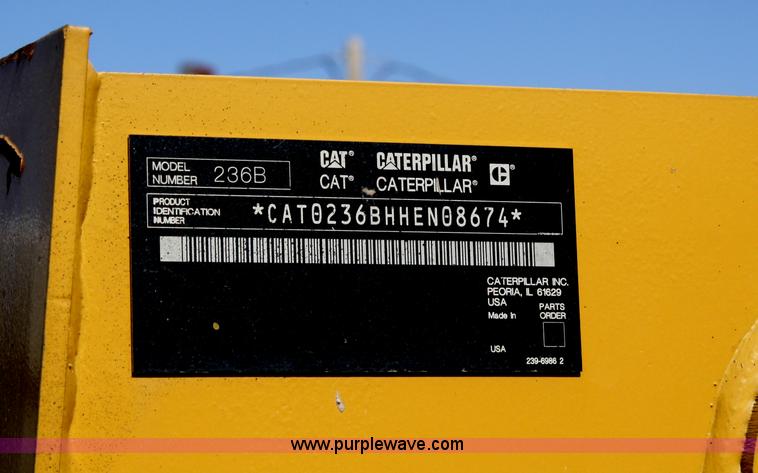 MODEL
NUMBER 236B
CAT® CATERPILLAR® C®
CAT® CATERPILLAR®
PRODUCT
IDENTIFICATION
NUMBER
*CAT0236BHHEN08674*
CATERPILLAR INC.
PEORIA, IL 61629
USA
Made in
PARTS
ORDER
USA
239-6986 2
www.purplewave.com